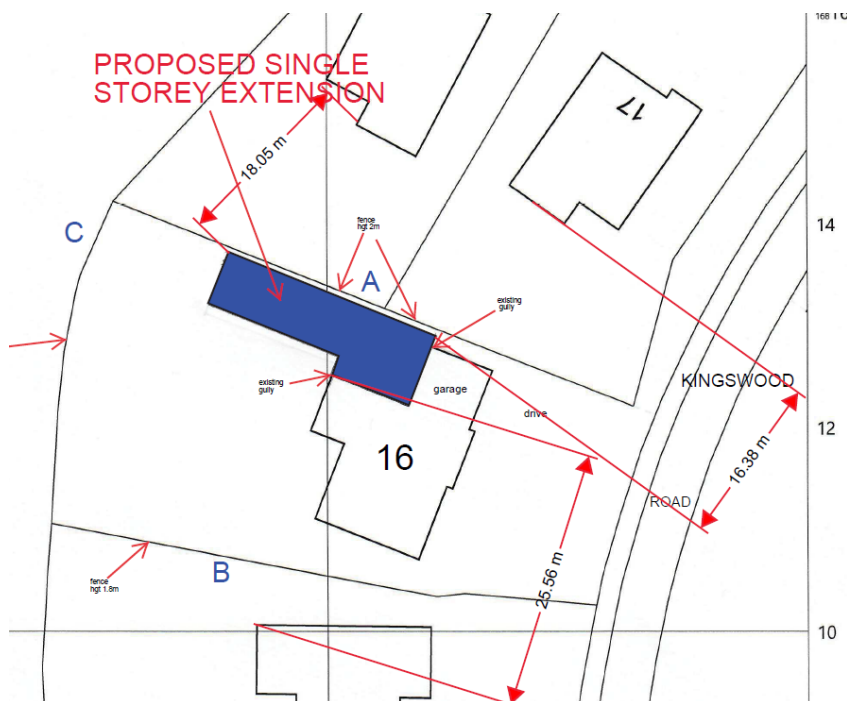 168 16
PROPOSED SINGLE
STOREY EXTENSION
17
18.05 m
14
C
fence
hgt 2m
A
existing
gully
KINGSWOOD
existing
gully
garage
drive
12
16
16.38 m
ROAD
fence
hgt 1.8m
B
25.56 m
10